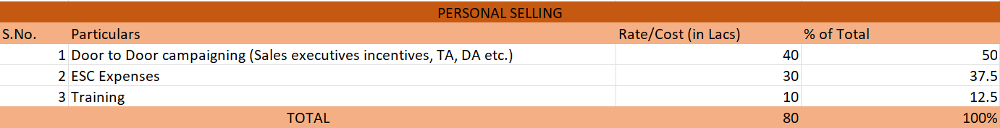 PERSONAL SELLING
S.No. Particulars Rate/Cost (in Lacs) % of Total
1 Door to Door campaigning (Sales executives incentives, TA, DA etc.) 40 50
2 ESC Expenses 30 37.5
3 Training 10 12.5
TOTAL 80 100%